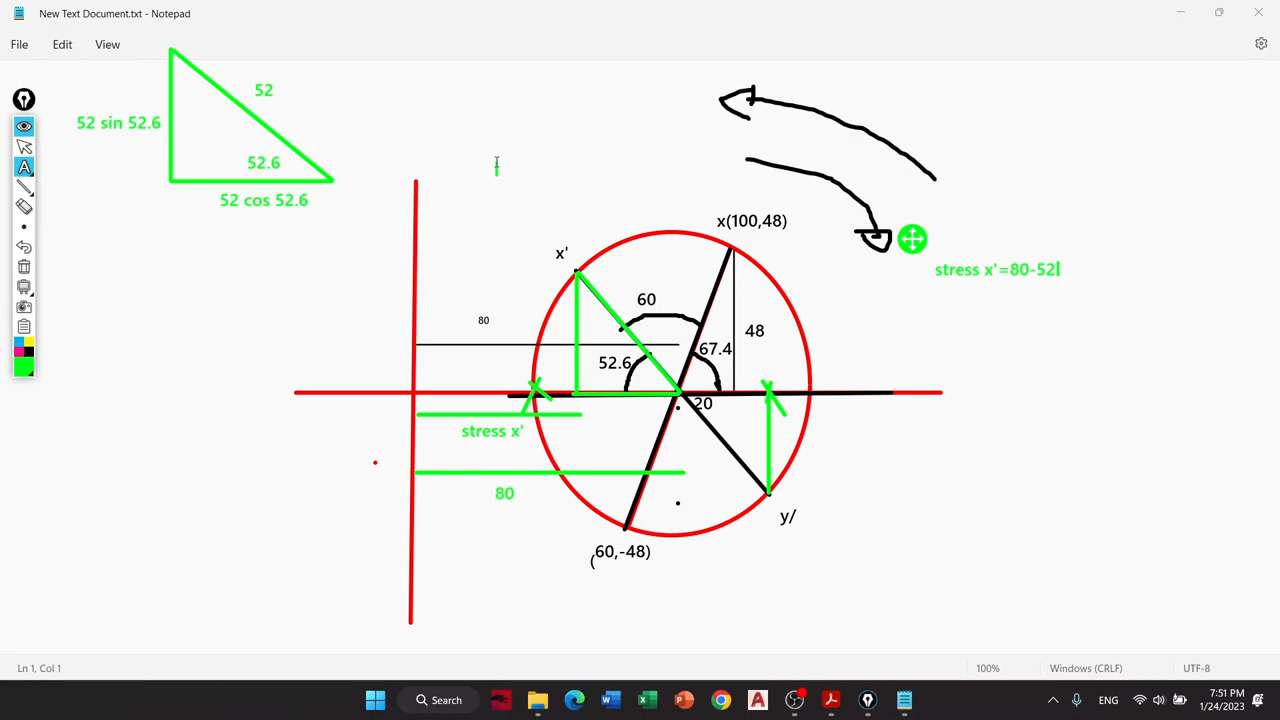 New Text Document.txt - Notepad
File Edit View
52
52 sin 52.6
52.6
52 cos 52.6
x(100,48)
x'
stress x'=80-52
60
80
48
67.4
52.6
20
stress x'
80
y/
(60,-48)
Ln 1, Col 1
100%
Windows (CRLF)
UTF-8
Search
ENG
7:51 PM
1/24/2023